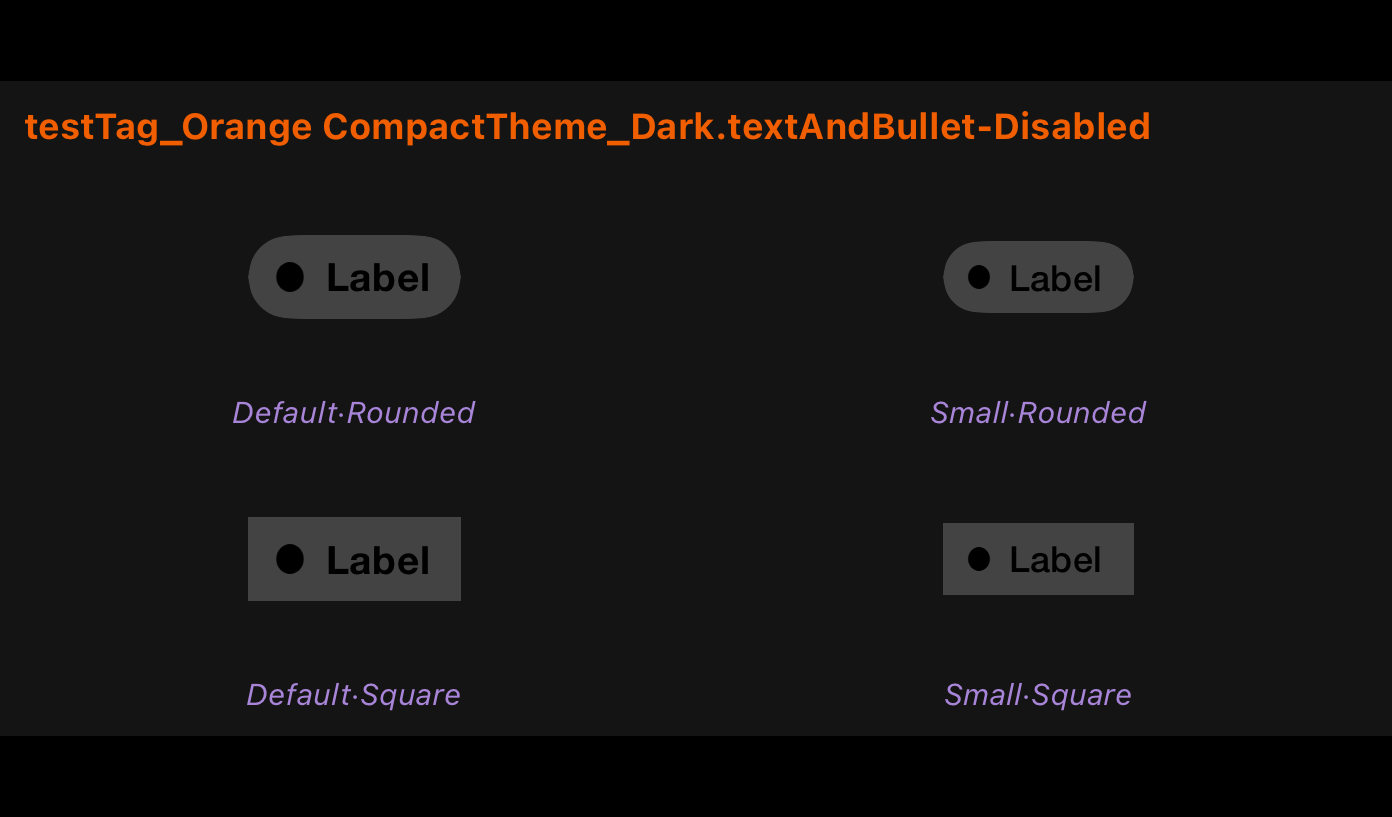 testTag_Orange CompactTheme_Dark.textAndBullet-Disabled
Label
Label
Default·Rounded
Small·Rounded
Label
Label
Default·Square
Small·Square